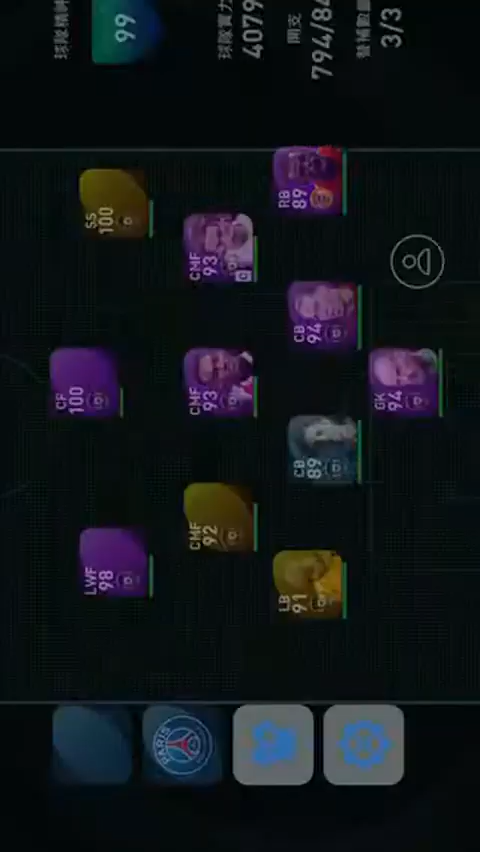 球隊精神
99
球隊實力
4079
開支
794/84
替補數量
3/3
LWF
98
CF
100
SS
100
CMF
92
CMF
93
CMF
93
LB
91
CB
89
CB
94
RB
89
GK
94
PARIS